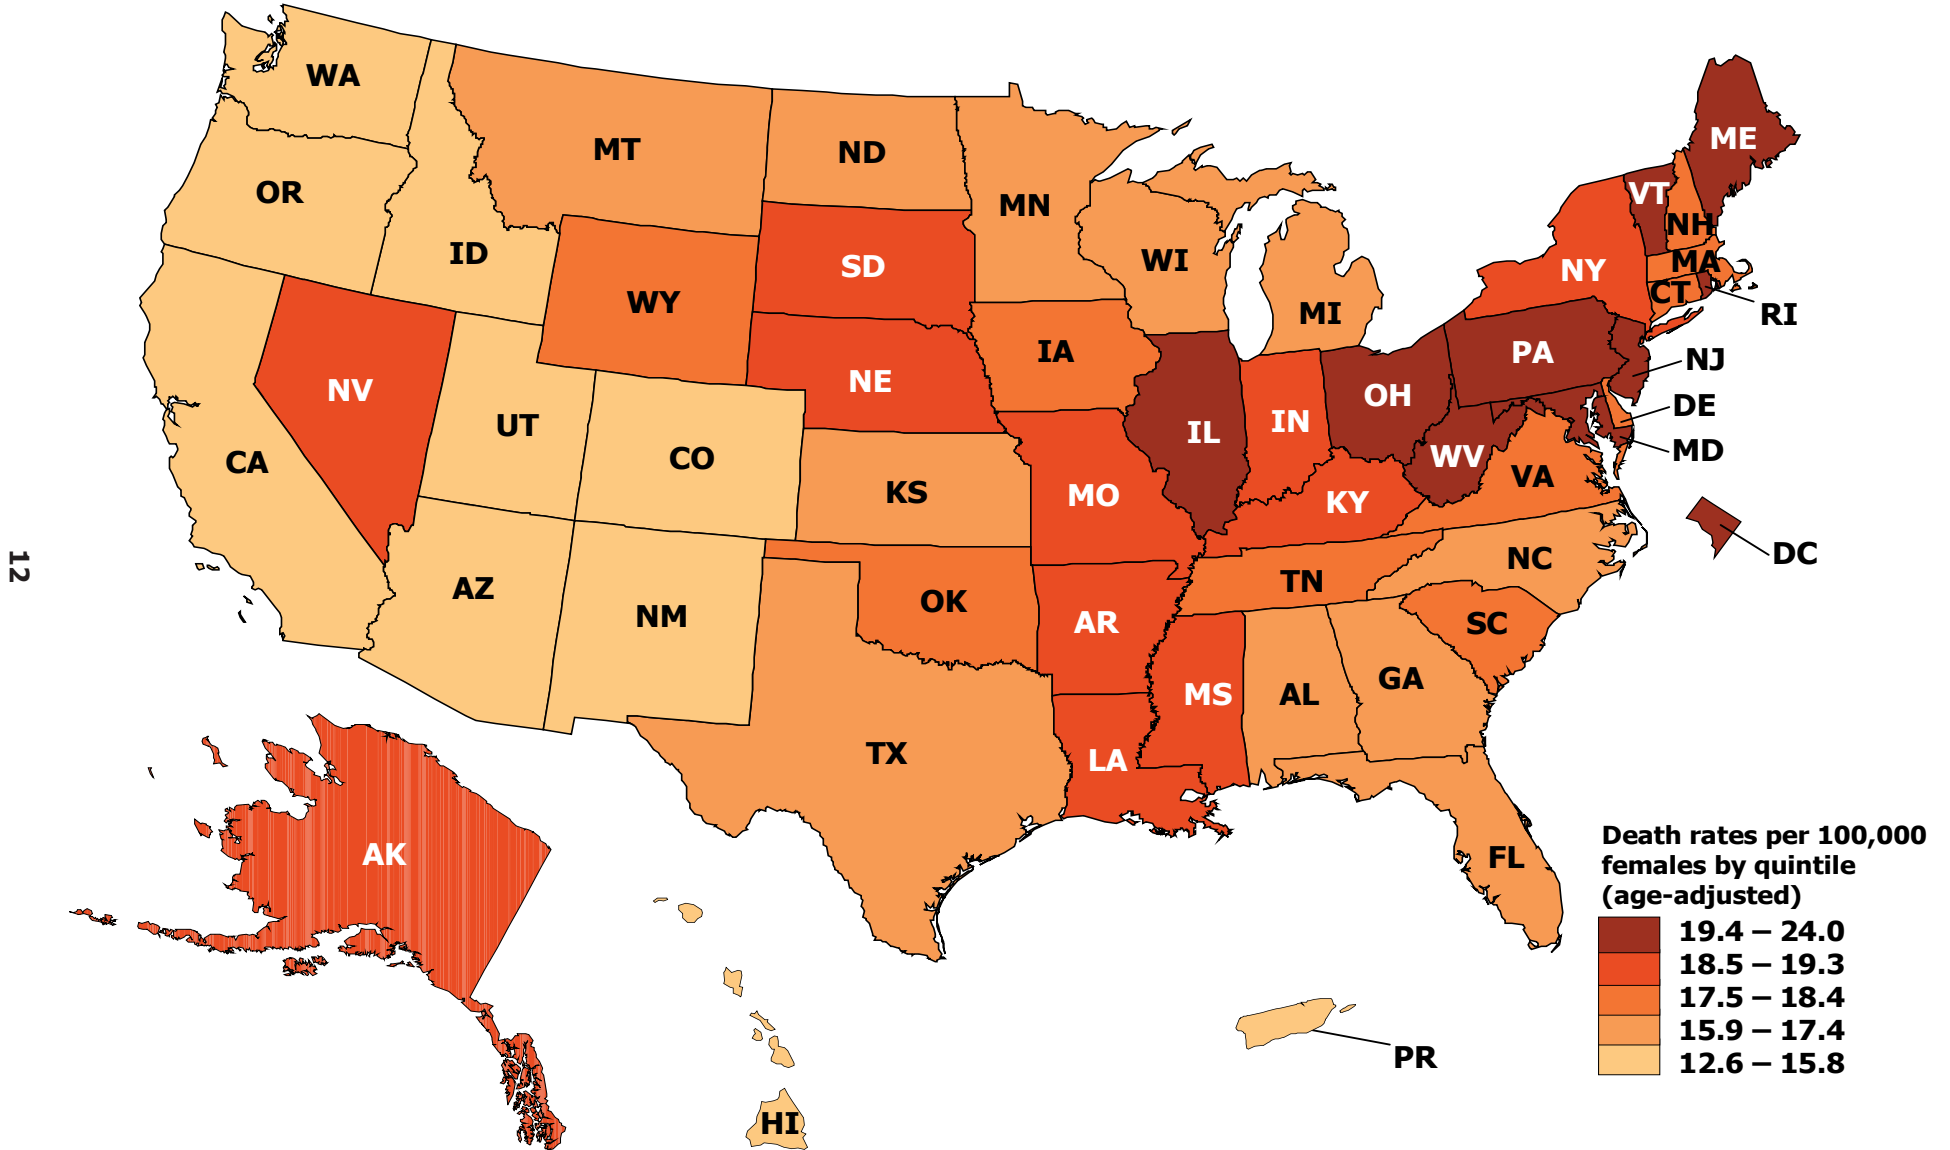 WA
MT
ND
ME
OR
MN
VT
NH
ID
WI
SD
NY
MA
WY
CT
MI
RI
IA
PA
NJ
NV
NE
OH
DE
UT
IN
IL
CO
MD
CA
WV
KS
MO
VA
KY
DC
12
NC
AZ
TN
OK
NM
AR
SC
GA
MS
AL
TX
LA
AK
FL
Death rates per 100,000
females by quintile
(age-adjusted)
19.4 – 24.0
18.5 – 19.3
17.5 – 18.4
15.9 – 17.4
12.6 – 15.8
PR
HI